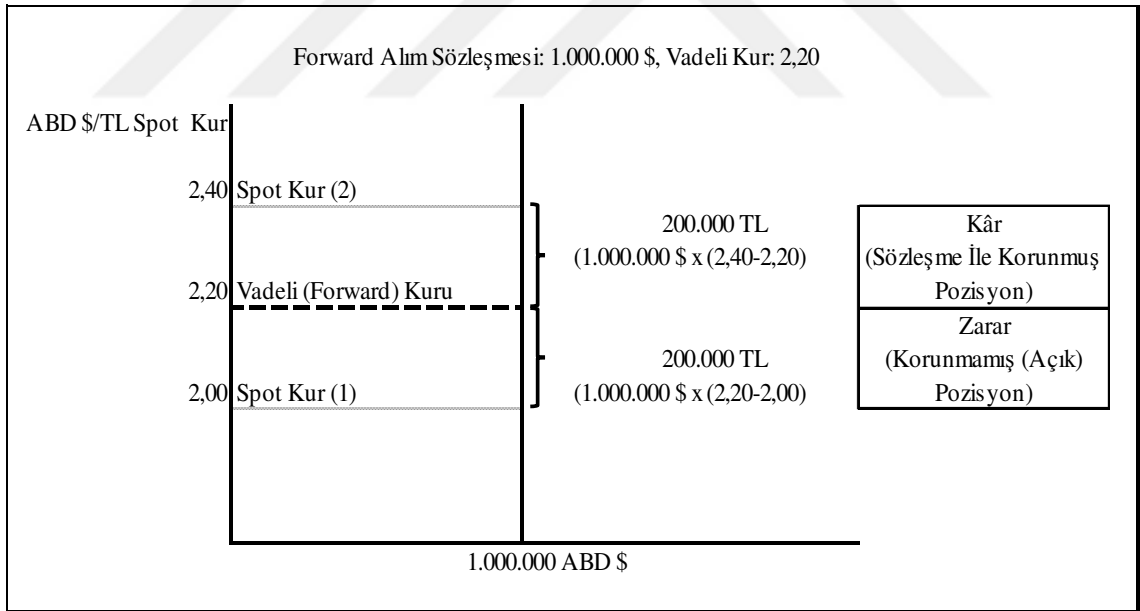 Forward Alım Sözleşmesi: 1.000.000 $, Vadeli Kur: 2,20
ABD $/TL Spot Kur
2,40 Spot Kur (2)
200.000 TL
(1.000.000 $ x (2,40-2,20)
Kâr
(Sözleşme İle Korunmuş
Pozisyon)
2,20 Vadeli (Forward) Kuru
200.000 TL
(1.000.000 $ x (2,20-2,00)
Zarar
(Korunmamış (Açık)
Pozisyon)
2,00 Spot Kur (1)
1.000.000 ABD $